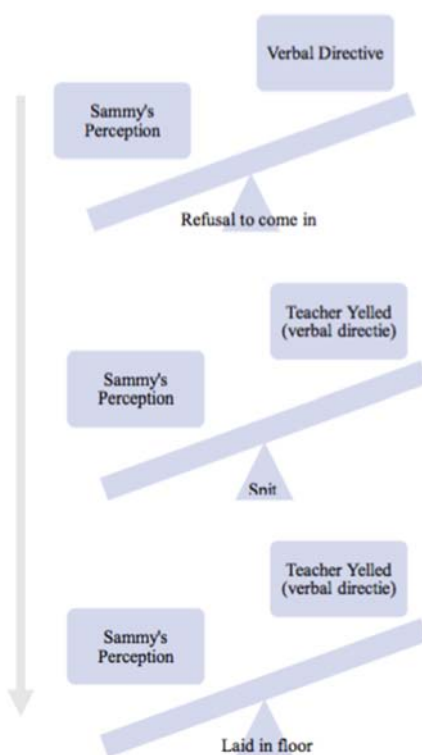 Verbal Directive
Sammy's
Perception
Refusal to come in
Teacher Yelled
(verbal directie)
Sammy's
Perception
Spit
Teacher Yelled
(verbal directie)
Sammy's
Perception
Laid in floor